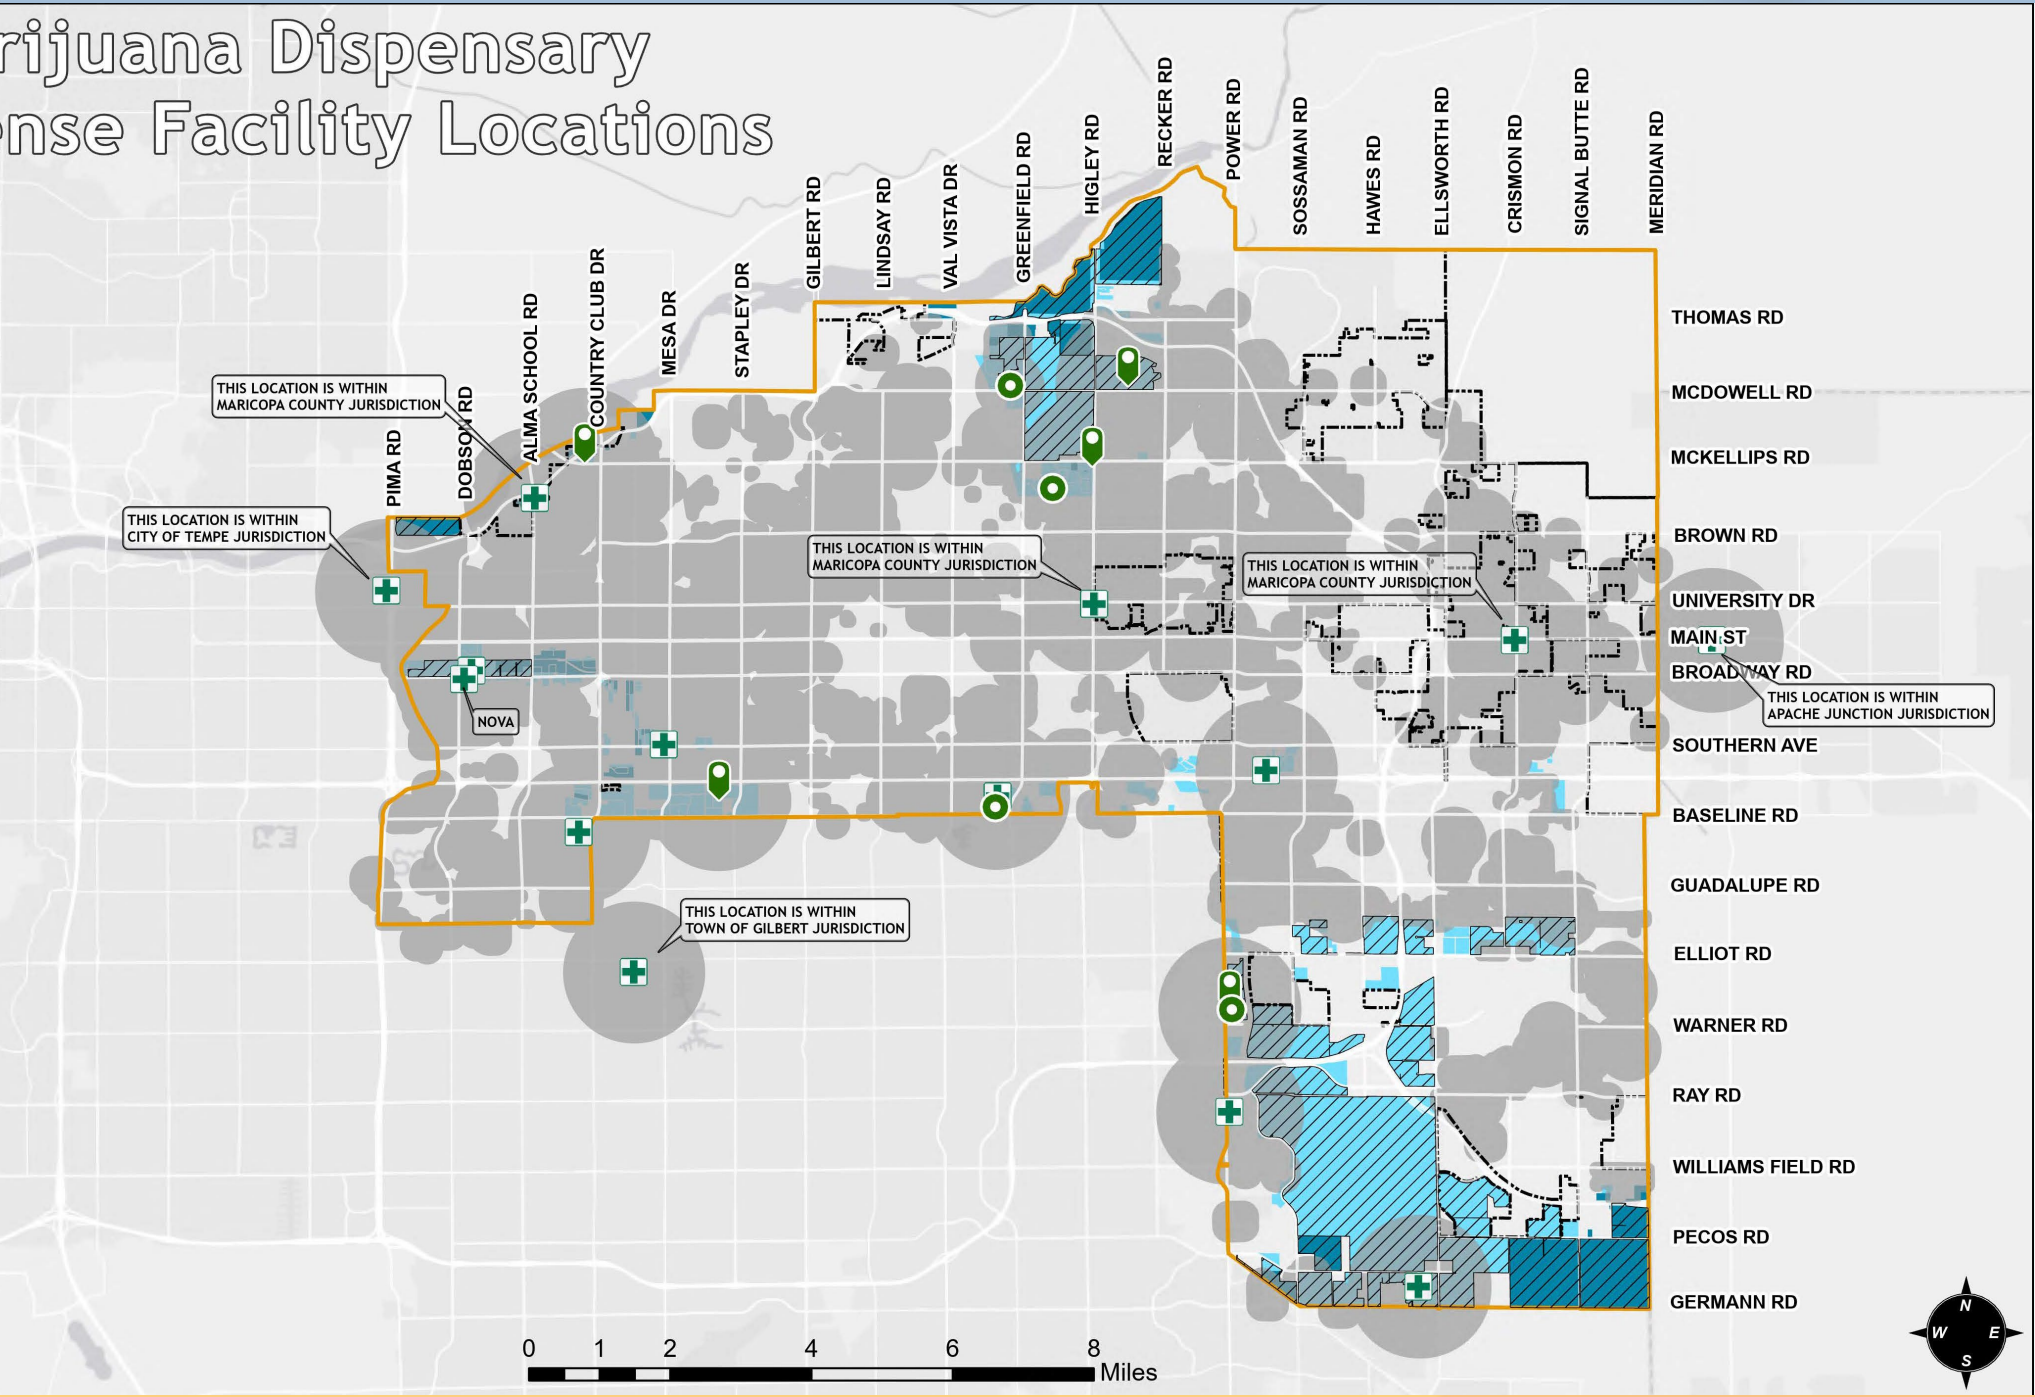 rijuana Dispensary
ense Facility Locations
PIMA RD
DOBSON RD
ALMA SCHOOL RD
COUNTRY CLUB DR
MESA DR
STAPLEY DR
GILBERT RD
LINDSAY RD
VAL VISTA DR
GREENFIELD RD
HIGLEY RD
RECKER RD
POWER RD
SOSSAMAN RD
HAWES RD
ELLSWORTH RD
CRISMON RD
SIGNAL BUTTE RD
MERIDIAN RD
THOMAS RD
MCDOWELL RD
MCKELLIPS RD
BROWN RD
UNIVERSITY DR
MAIN ST
BROADWAY RD
SOUTHERN AVE
BASELINE RD
GUADALUPE RD
ELLIOT RD
WARNER RD
RAY RD
WILLIAMS FIELD RD
PECOS RD
GERMANN RD
THIS LOCATION IS WITHIN
MARICOPA COUNTY JURISDICTION
THIS LOCATION IS WITHIN
CITY OF TEMPE JURISDICTION
THIS LOCATION IS WITHIN
MARICOPA COUNTY JURISDICTION
THIS LOCATION IS WITHIN
MARICOPA COUNTY JURISDICTION
THIS LOCATION IS WITHIN
APACHE JUNCTION JURISDICTION
NOVA
THIS LOCATION IS WITHIN
TOWN OF GILBERT JURISDICTION
0 1 2 4 6 8
Miles
N
W E
S